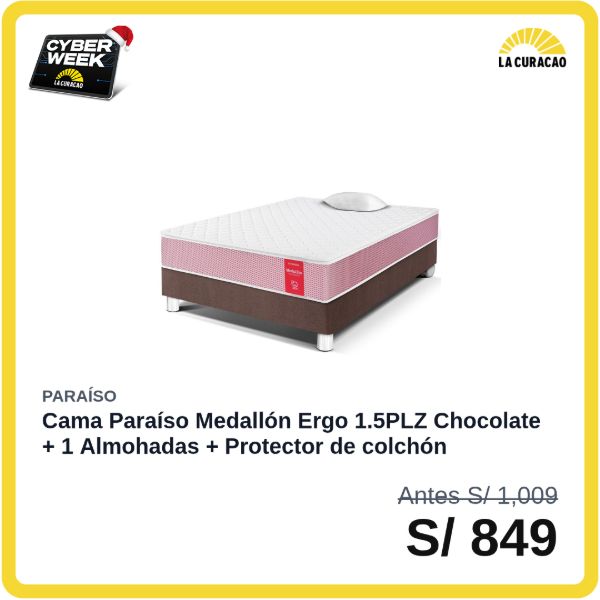 CYBER
WEEK
LA CURACAO
LA CURACAO
Medallón
PARAÍSO
Cama Paraíso Medallón Ergo 1.5PLZ Chocolate
+ 1 Almohadas + Protector de colchón
Antes S/ 1,009
S/ 849